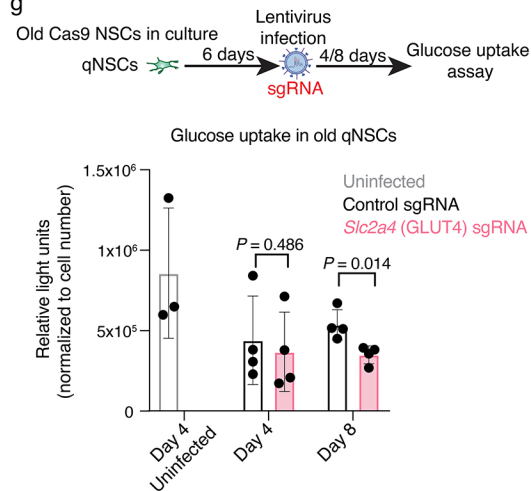 g
Old Cas9 NSCs in culture
qNSCs
6 days
Lentivirus
infection
sgRNA
4/8 days
Glucose uptake
assay
Glucose uptake in old qNSCs
Relative light units
(normalized to cell number)
1.5x10⁶
1x10⁶
5x10⁵
0
Uninfected
Control sgRNA
Slc2a4 (GLUT4) sgRNA
P = 0.486
P = 0.014
Day 4
Uninfected
Day 4
Day 8